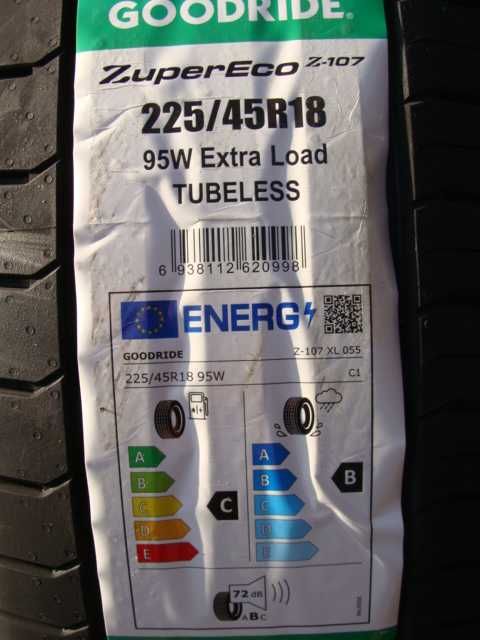 GOODRIDE®
ZuperEco Z-107
225/45R18
95W Extra Load
TUBELESS
6 938112 620998
ENERG
GOODRIDE Z-107 XL 055
225/45R18 95W C1
A A
B B B
C C C
D D
E E
72 dB
ABC